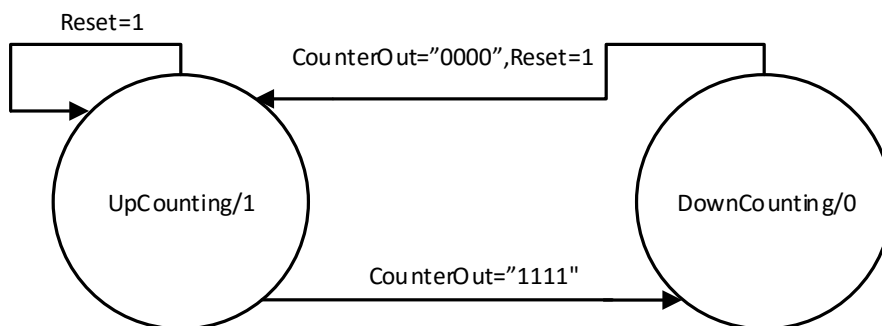 Reset=1
CounterOut=”0000”,Reset=1
UpCounting/1
DownCounting/0
CounterOut=”1111"